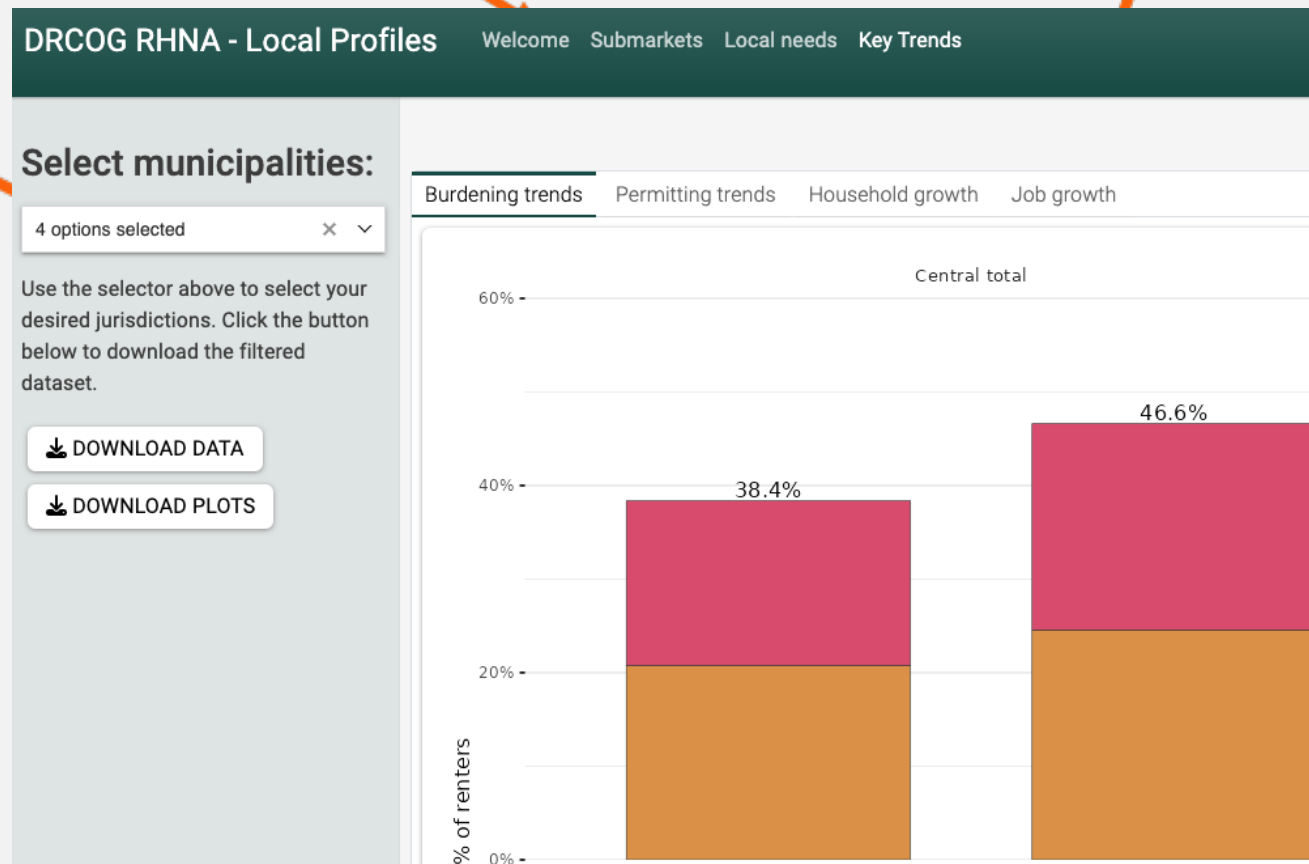 DRCOG RHNA - Local Profiles Welcome Submarkets Local needs Key Trends
Select municipalities:
4 options selected
Use the selector above to select your
desired jurisdictions. Click the button
below to download the filtered
dataset.
DOWNLOAD DATA
DOWNLOAD PLOTS
Burdening trends Permitting trends Household growth Job growth
Central total
60%
46.6%
40%
38.4%
20%
% of renters
0%